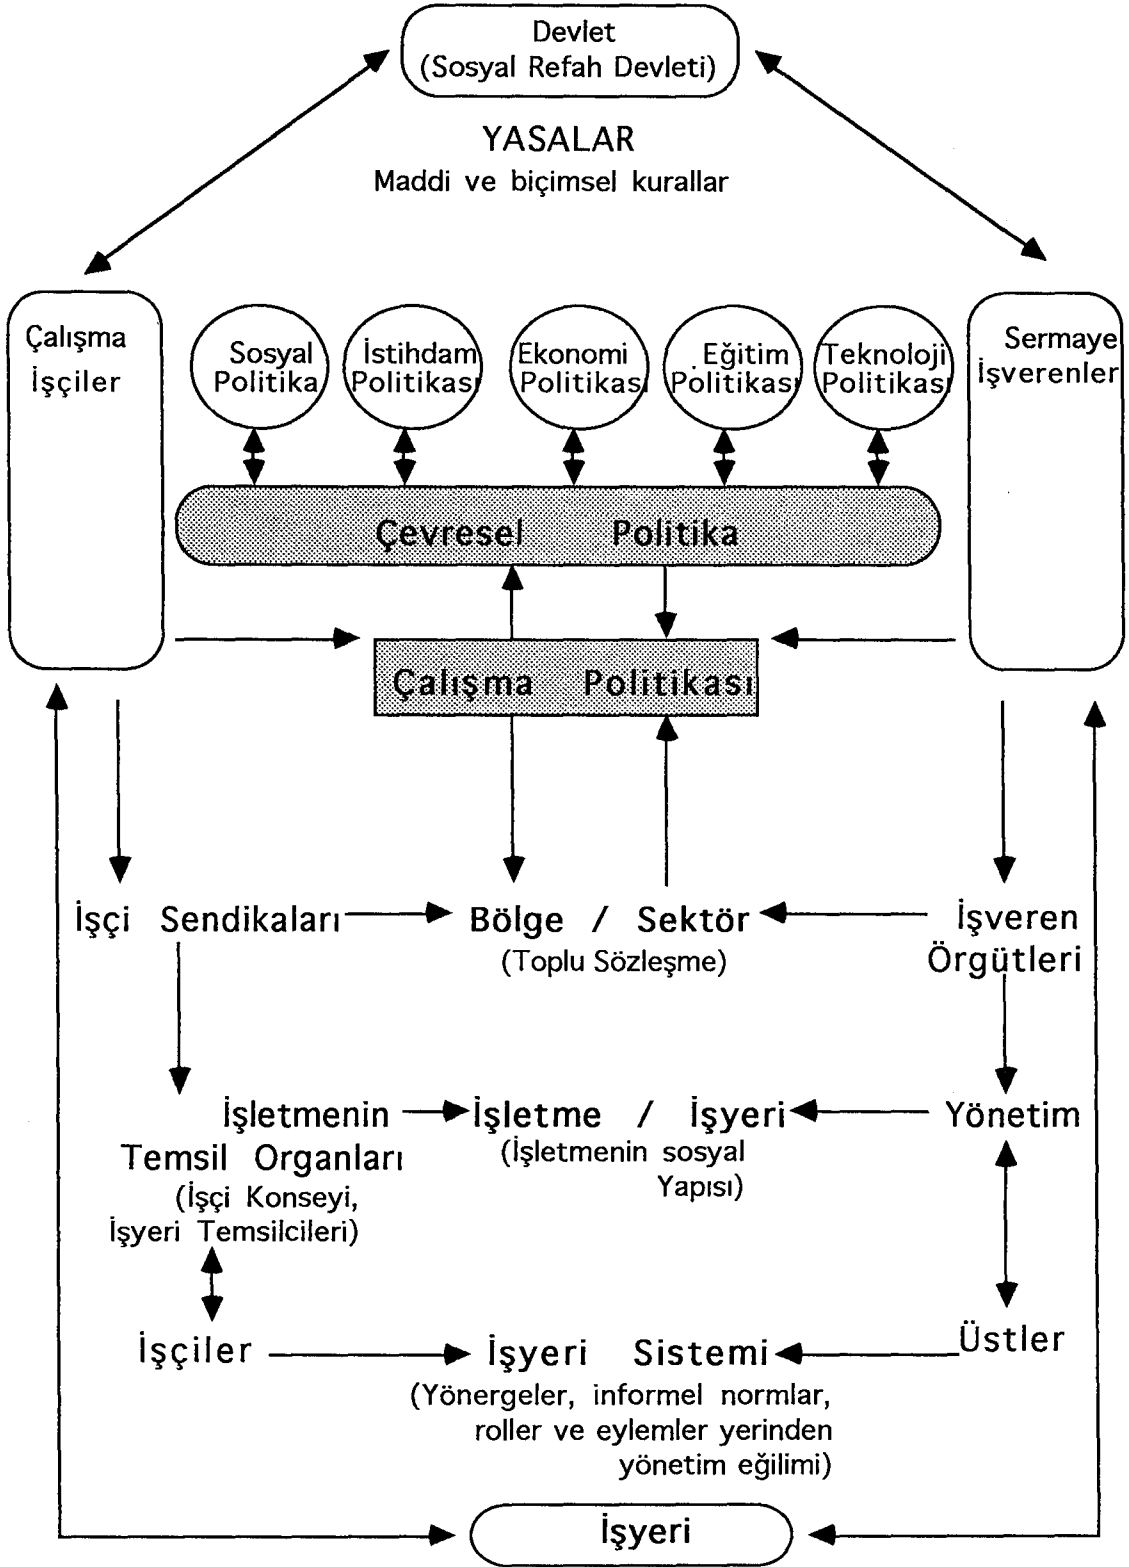 Devlet
(Sosyal Refah Devleti)
YASALAR
Maddi ve biçimsel kurallar
Çalışma
İşçiler
Sosyal
Politika
İstihdam
Politikası
Ekonomi
Politikası
Eğitim
Politikası
Teknoloji
Politikası
Sermaye
İşverenler
Çevresel Politika
Çalışma Politikası
İşçi Sendikaları
Bölge / Sektör
(Toplu Sözleşme)
İşveren
Örgütleri
İşletmenin
Temsil Organları
(İşçi Konseyi,
İşyeri Temsilcileri)
İşletme / İşyeri
(İşletmenin sosyal
Yapısı)
Yönetim
İşçiler
İşyeri Sistemi
(Yönergeler, informel normlar,
roller ve eylemler yerinden
yönetim eğilimi)
Üstler
İşyeri